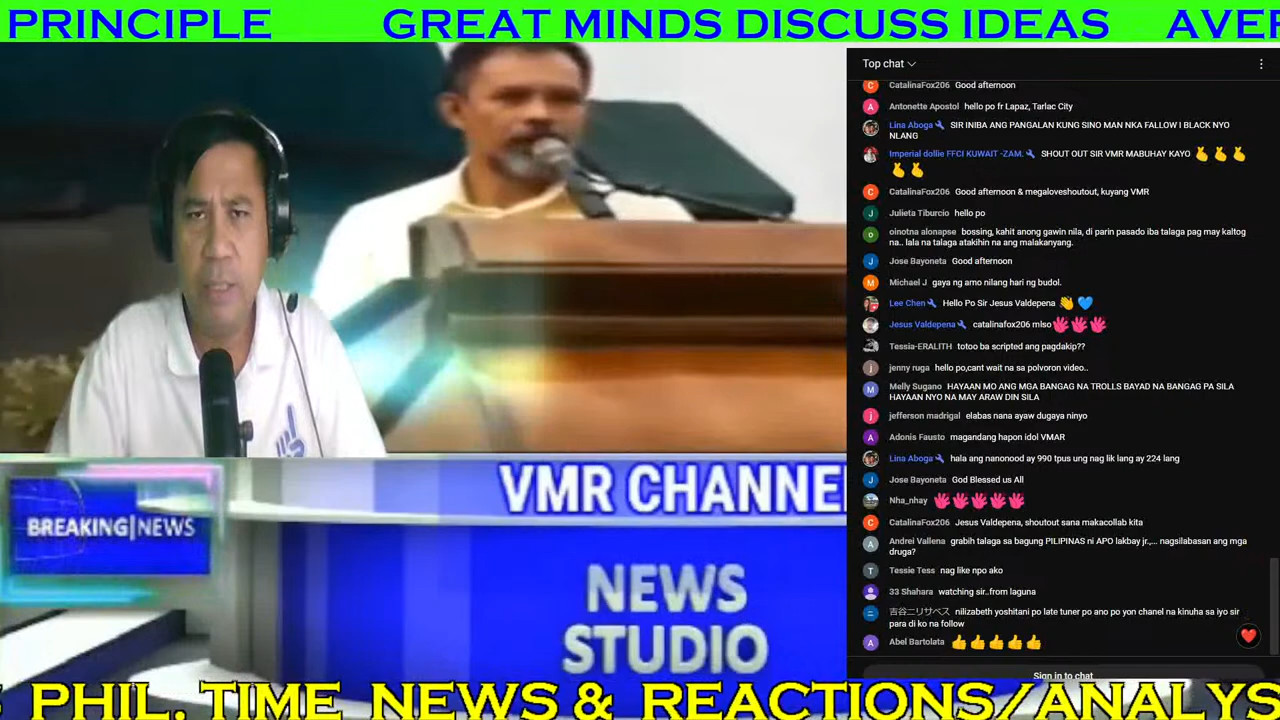 PRINCIPLE GREAT MINDS DISCUSS IDEAS AVER
Top chat
CatalinaFox206 Good afternoon
Antonette Apostol hello po fr Lapaz, Tarlac City
Lina Aboga SIR INIBA ANG PANGALAN KUNG SINO MAN NKA FALLOW I BLACK NYO
NLANG
Imperial dollie FFCI KUWAIT -ZAM. SHOUT OUT SIR VMR MABUHAY KAYO 🫰🫰🫰
🫰🫰
CatalinaFox206 Good afternoon & megaloveshoutout, kuyang VMR
Julieta Tiburcio hello po
oinotna alonapse bossing, kahit anong gawin nila, di parin pasado iba talaga pag may kaltog
na.. lala na talaga atakihin na ang malakanyang.
Jose Bayoneta Good afternoon
Michael J gaya ng amo nilang hari ng budol.
Lee Chen Hello Po Sir Jesus Valdepena 👋💙
Jesus Valdepena catalinafox206 mlso
Tessia-ERALITH totoo ba scripted ang pagdakip??
jenny ruga hello po,cant wait na sa polvoron video..
Melly Sugano HAYAAN MO ANG MGA BANGAG NA TROLLS BAYAD NA BANGAG PA SILA
HAYAAN NYO NA MAY ARAW DIN SILA
jefferson madrigal elabas nana ayaw dugaya ninyo
Adonis Fausto magandang hapon idol VMAR
Lina Aboga hala ang nanonood ay 990 tpus ung nag lik lang ay 224 lang
Jose Bayoneta God Blessed us All
Nha_nhay
CatalinaFox206 Jesus Valdepena, shoutout sana makacollab kita
Andrei Vallena grabih talaga sa bagung PILIPINAS ni APO lakbay jr.,... nagsilabasan ang mga
druga?
Tessie Tess nag like npo ako
33 Shahara watching sir..from laguna
吉谷ニリサベス nilizabeth yoshitani po late tuner po ano po yon chanel na kinuha sa iyo sir
para di ko na follow
Abel Bartolata 👍👍👍👍👍
Sign in to chat
BREAKING|NEWS
VMR CHANNE
NEWS
STUDIO
PHIL. TIME NEWS & REACTIONS/ANALYS